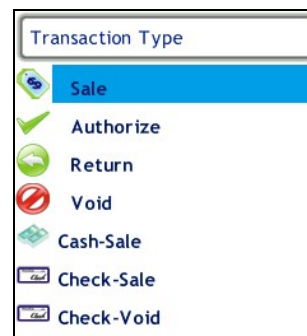 Transaction Type
Sale
Authorize
Return
Void
Cash-Sale
Check-Sale
Check-Void